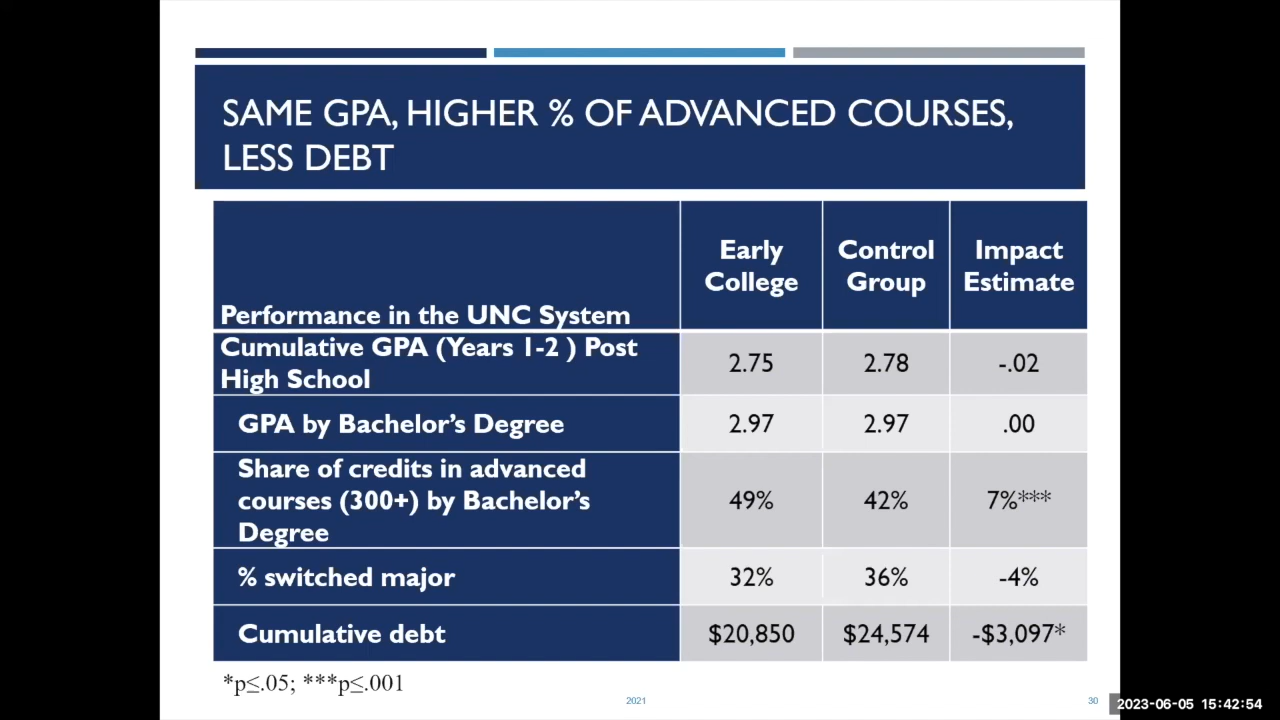 SAME GPA, HIGHER % OF ADVANCED COURSES,
LESS DEBT
Performance in the UNC System
Early
College
Control
Group
Impact
Estimate
Cumulative GPA (Years 1-2 ) Post
High School
2.75
2.78
-.02
GPA by Bachelor’s Degree
2.97
2.97
.00
Share of credits in advanced
courses (300+) by Bachelor’s
Degree
49%
42%
7%***
% switched major
32%
36%
-4%
Cumulative debt
$20,850
$24,574
-$3,097*
*p≤.05; ***p≤.001
2021
30
2023-06-05 15:42:54